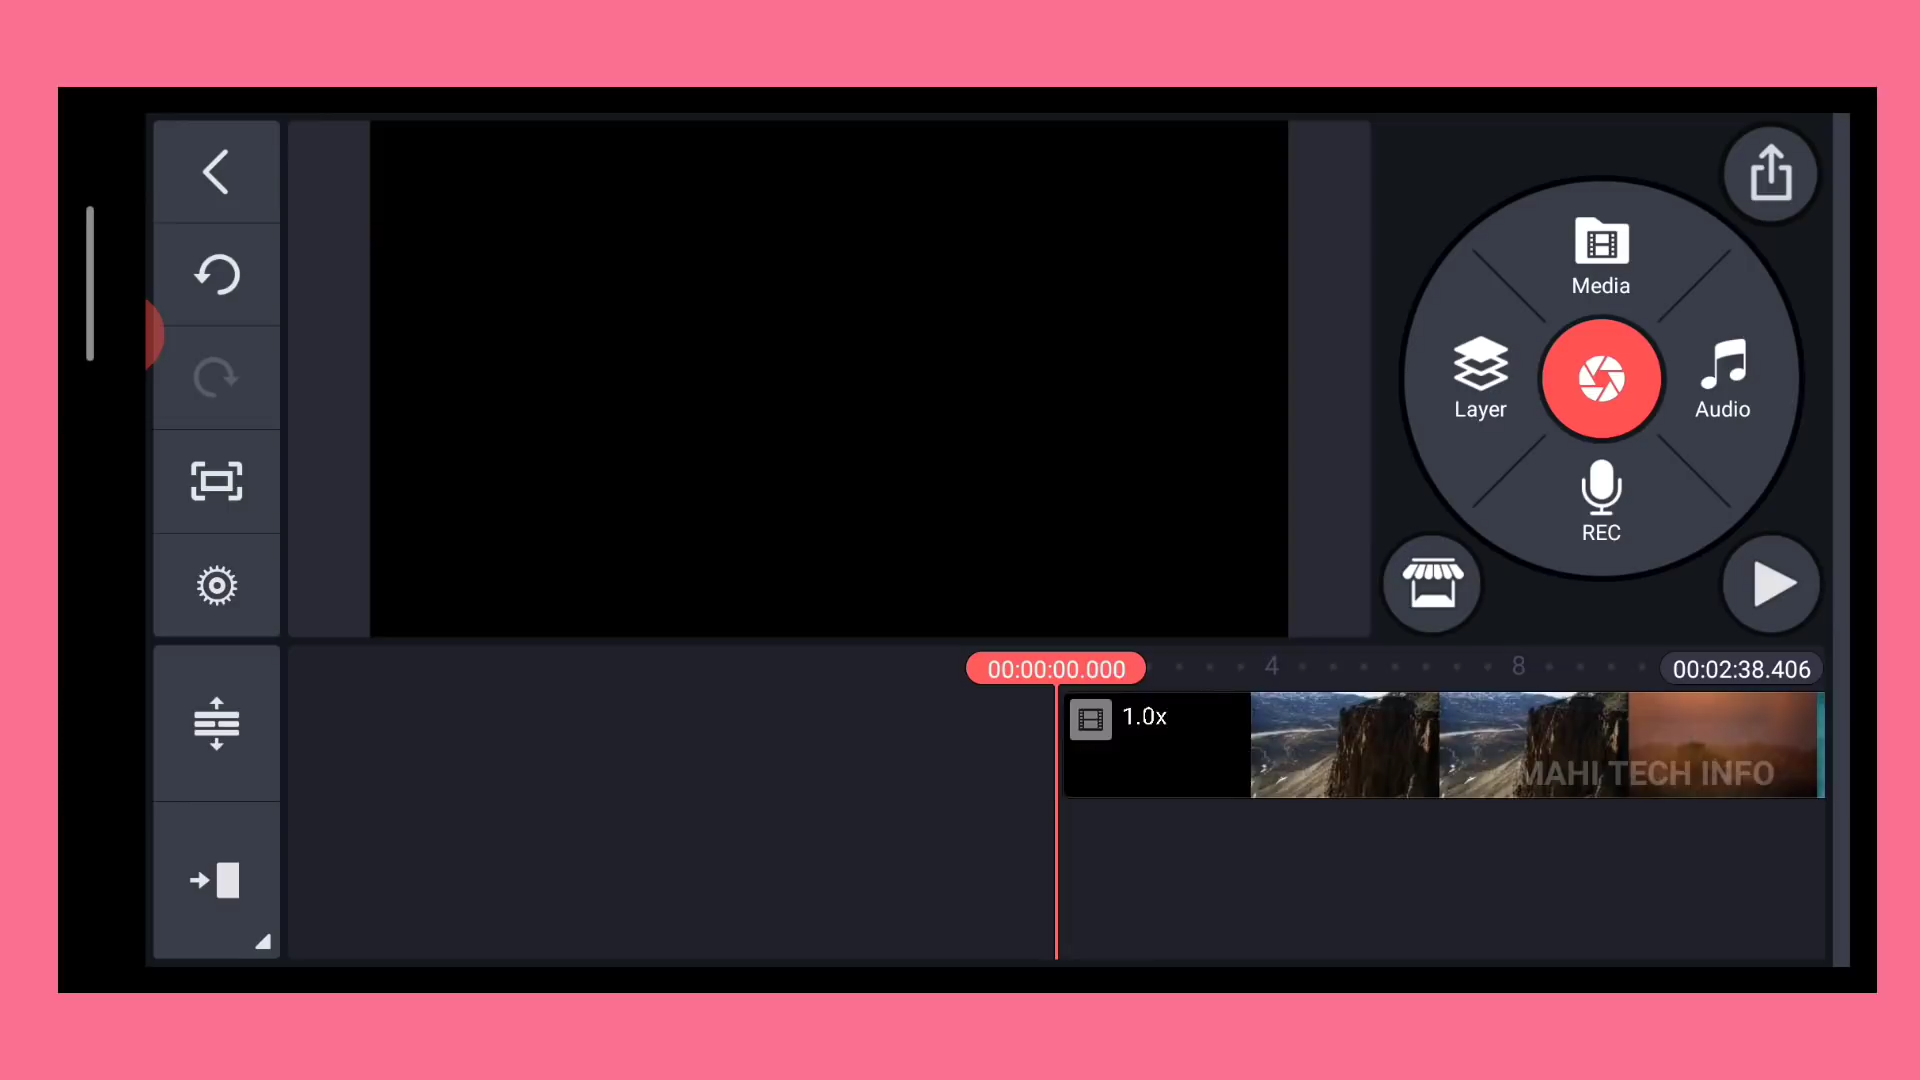 Media
Layer
Audio
REC
00:00:00.000
4
8
00:02:38.406
1.0x
MAHI TECH INFO